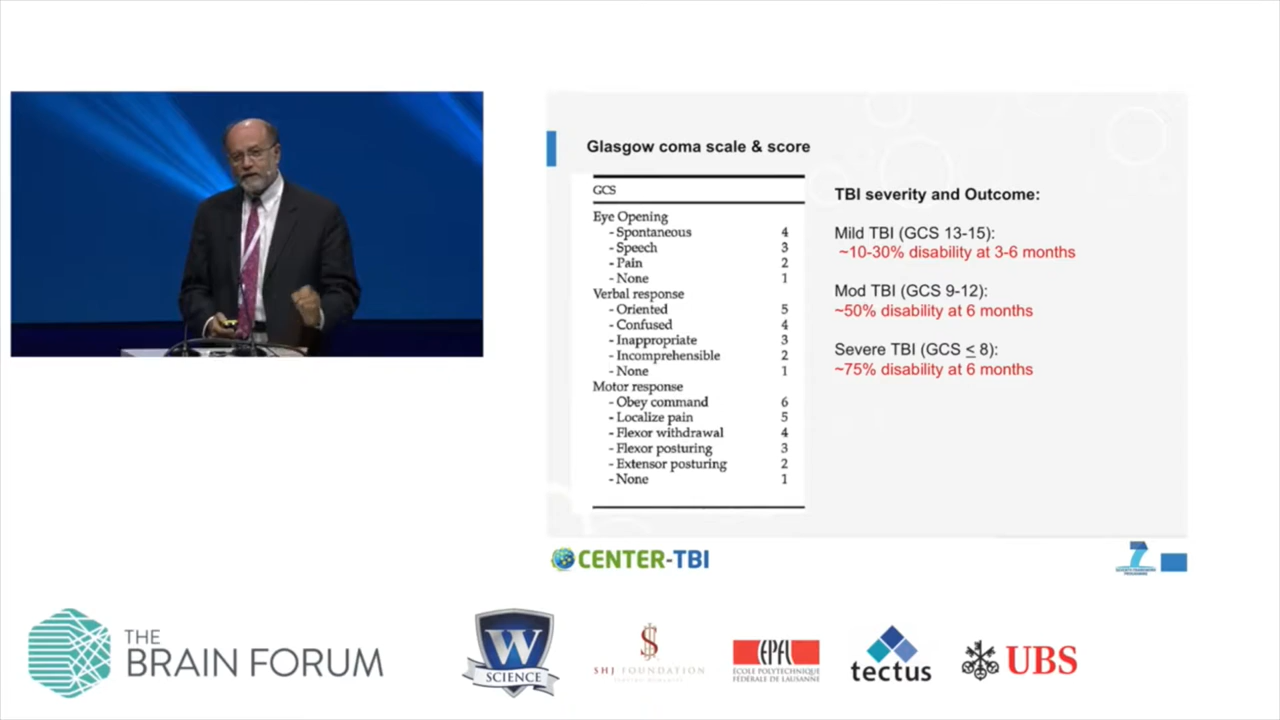 Glasgow coma scale & score
GCS
Eye Opening
- Spontaneous 4
- Speech 3
- Pain 2
- None 1
Verbal response
- Oriented 5
- Confused 4
- Inappropriate 3
- Incomprehensible 2
- None 1
Motor response
- Obey command 6
- Localize pain 5
- Flexor withdrawal 4
- Flexor posturing 3
- Extensor posturing 2
- None 1
TBI severity and Outcome:
Mild TBI (GCS 13-15):
~10-30% disability at 3-6 months
Mod TBI (GCS 9-12):
~50% disability at 6 months
Severe TBI (GCS ≤ 8):
~75% disability at 6 months
CENTER-TBI
7
THE
BRAIN FORUM
W
SCIENCE
SHJ FOUNDATION
EPFL
ÉCOLE POLYTECHNIQUE
FÉDÉRALE DE LAUSANNE
tectus
UBS